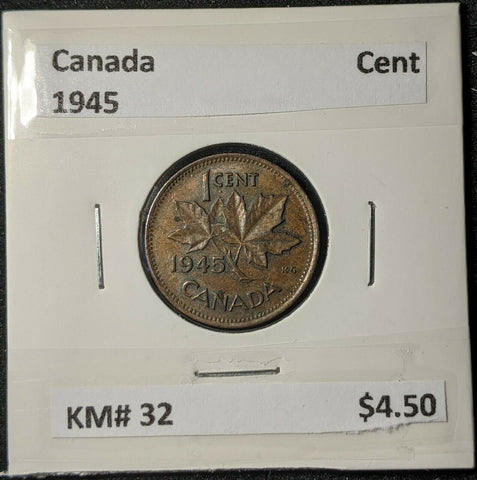 Canada Cent
1945
1 CENT
1945 K·G
CANADA
KM# 32 $4.50